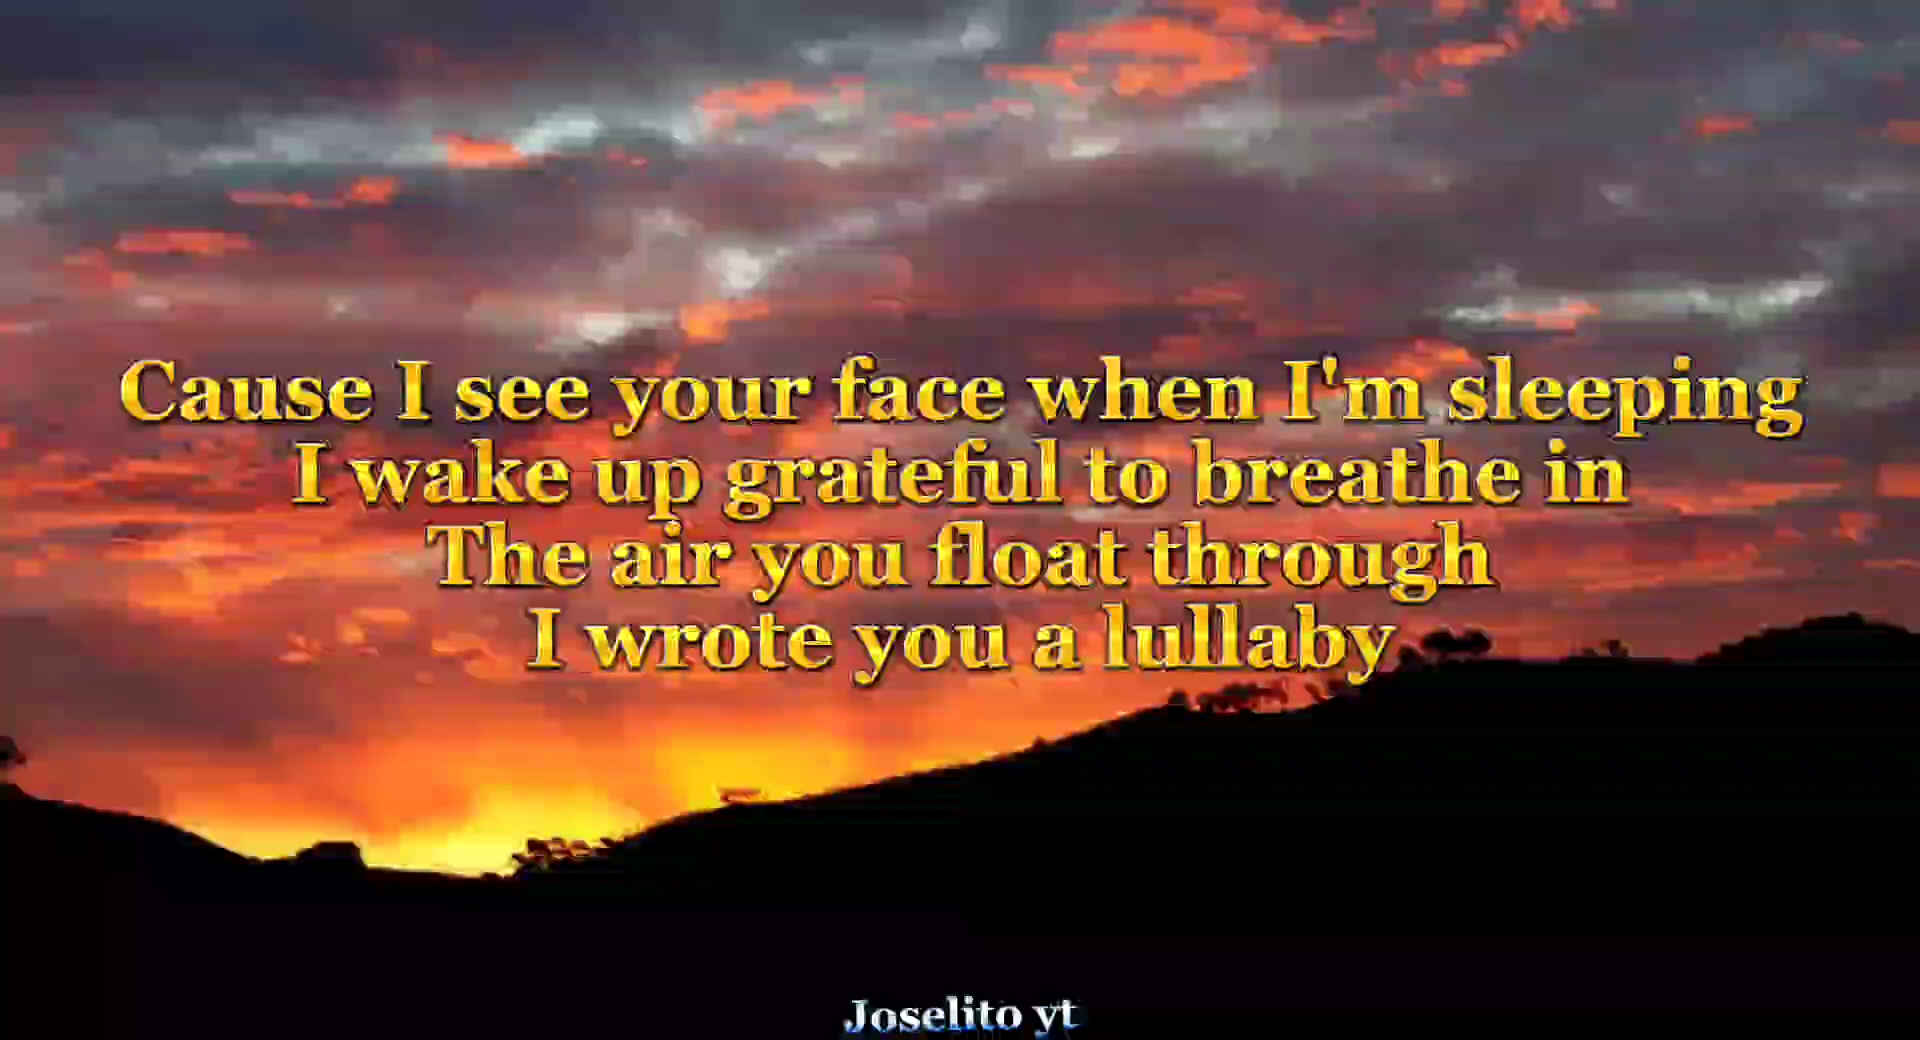 Cause I see your face when I'm sleeping
I wake up grateful to breathe in
The air you float through
I wrote you a lullaby
Joselito yt